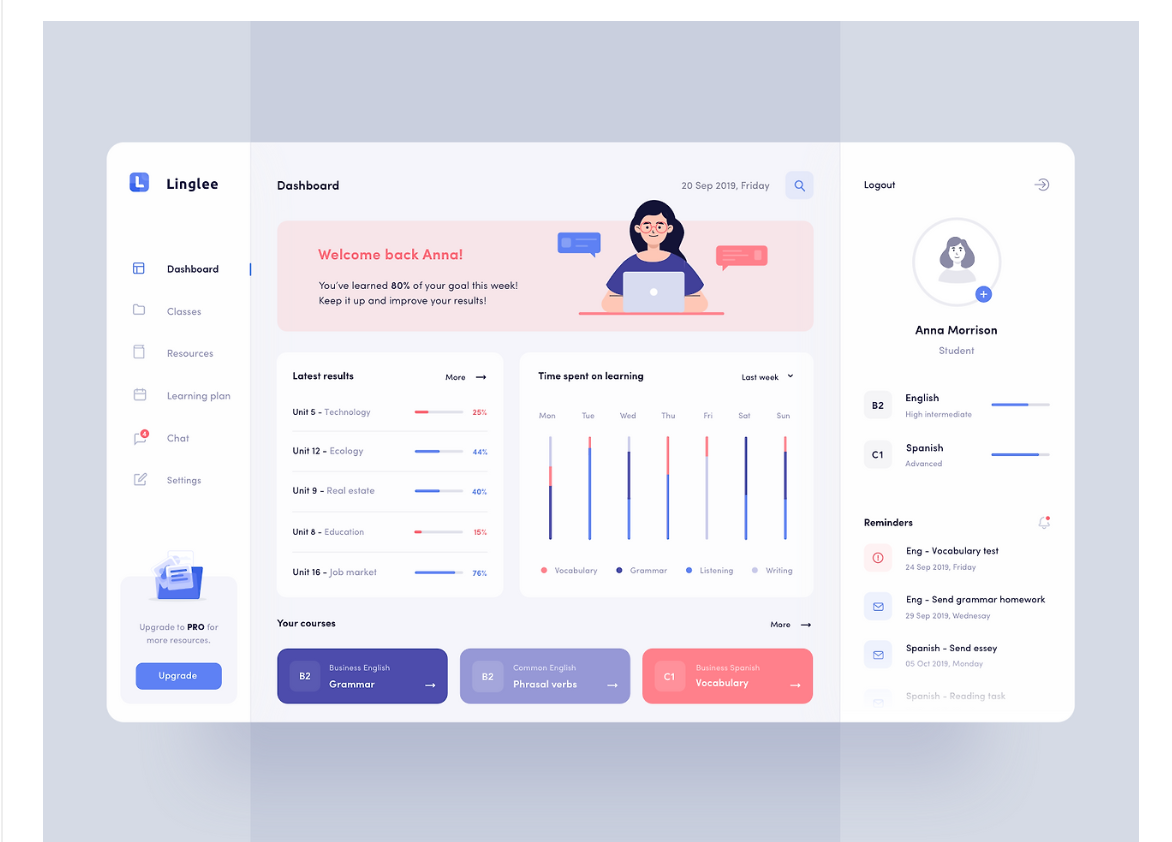 Linglee
Dashboard
Classes
Resources
Learning plan
4
Chat
Settings
Upgrade to PRO for
more resources.
Upgrade
Dashboard
20 Sep 2019, Friday
Welcome back Anna!
You've learned 80% of your goal this week!
Keep it up and improve your results!
Latest results
More
Unit 5 - Technology 25%
Unit 12 - Ecology 44%
Unit 9 - Real estate 40%
Unit 8 - Education 15%
Unit 16 - Job market 76%
Time spent on learning
Last week
Mon Tue Wed Thu Fri Sat Sun
Vocabulary Grammar Listening Writing
Your courses
More
B2
Business English
Grammar
B2
Common English
Phrasal verbs
C1
Business Spanish
Vocabulary
Logout
Anna Morrison
Student
B2
English
High intermediate
C1
Spanish
Advanced
Reminders
Eng - Vocabulary test
24 Sep 2019, Friday
Eng - Send grammar homework
29 Sep 2019, Wednesay
Spanish - Send essey
05 Oct 2019, Monday
Spanish - Reading task